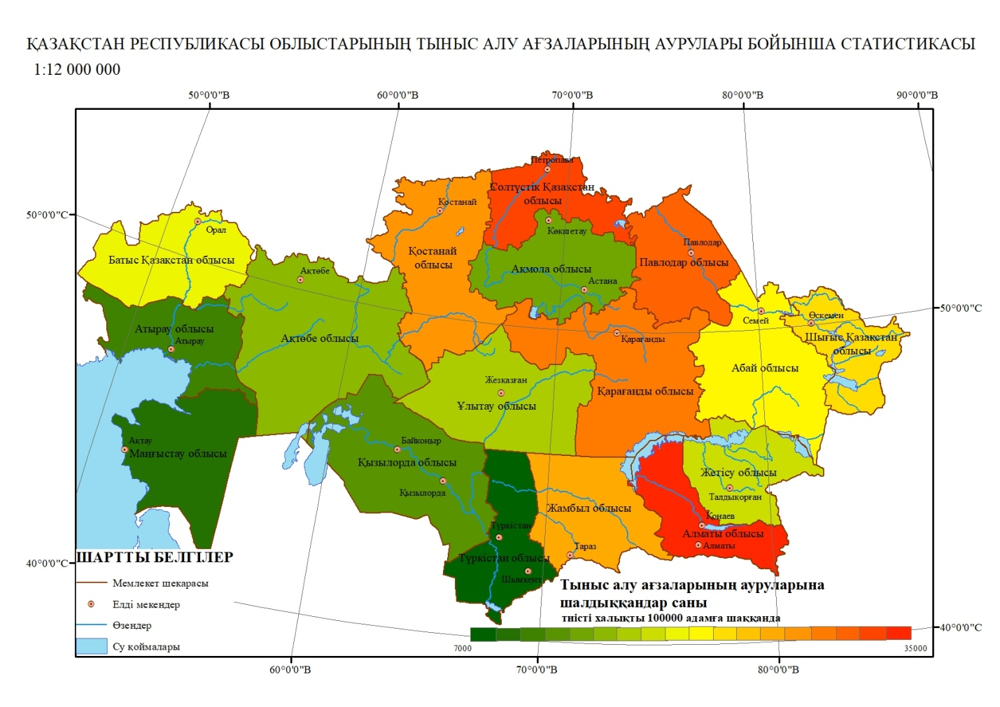 ҚАЗАҚСТАН РЕСПУБЛИКАСЫ ОБЛЫСТАРЫНЫҢ ТЫНЫС АЛУ АҒЗАЛАРЫНЫҢ АУРУЛАРЫ БОЙЫНША СТАТИСТИКАСЫ
1:12 000 000
50°0'0"В
60°0'0"В
70°0'0"В
80°0'0"В
90°0'0"В
Петропавл
Солтүстік Қазақстан
облысы
Қостанай
50°0'0"С
Орал
Көкшетау
Павлодар
Қостанай
облысы
Батыс Қазақстан облысы
Павлодар облысы
Ақтөбе
Ақмола облысы
Астана
50°0'0"С
Өскемен
Семей
Атырау облысы
Атырау
Ақтөбе облысы
Қарағанды
Шығыс Қазақстан
облысы
Абай облысы
Жезқазған
Қарағанды облысы
Ұлытау облысы
Ақтау
Маңғыстау облысы
Байқоңыр
Қызылорда облысы
Жетісу облысы
Қызылорда
Талдықорған
Жамбыл облысы
Қонаев
Түркістан
Алматы облысы
Алматы
Тараз
40°0'0"С
ШАРТТЫ БЕЛГІЛЕР
Түркістан облысы
Шымкент
Мемлекет шекарасы
Елді мекендер
Өзендер
Су қоймалары
Тыныс алу ағзаларының ауруларына
шалдыққандар саны
тиісті халықты 100000 адамға шаққанда
40°0'0"С
7000
35000
60°0'0"В
70°0'0"В
80°0'0"В